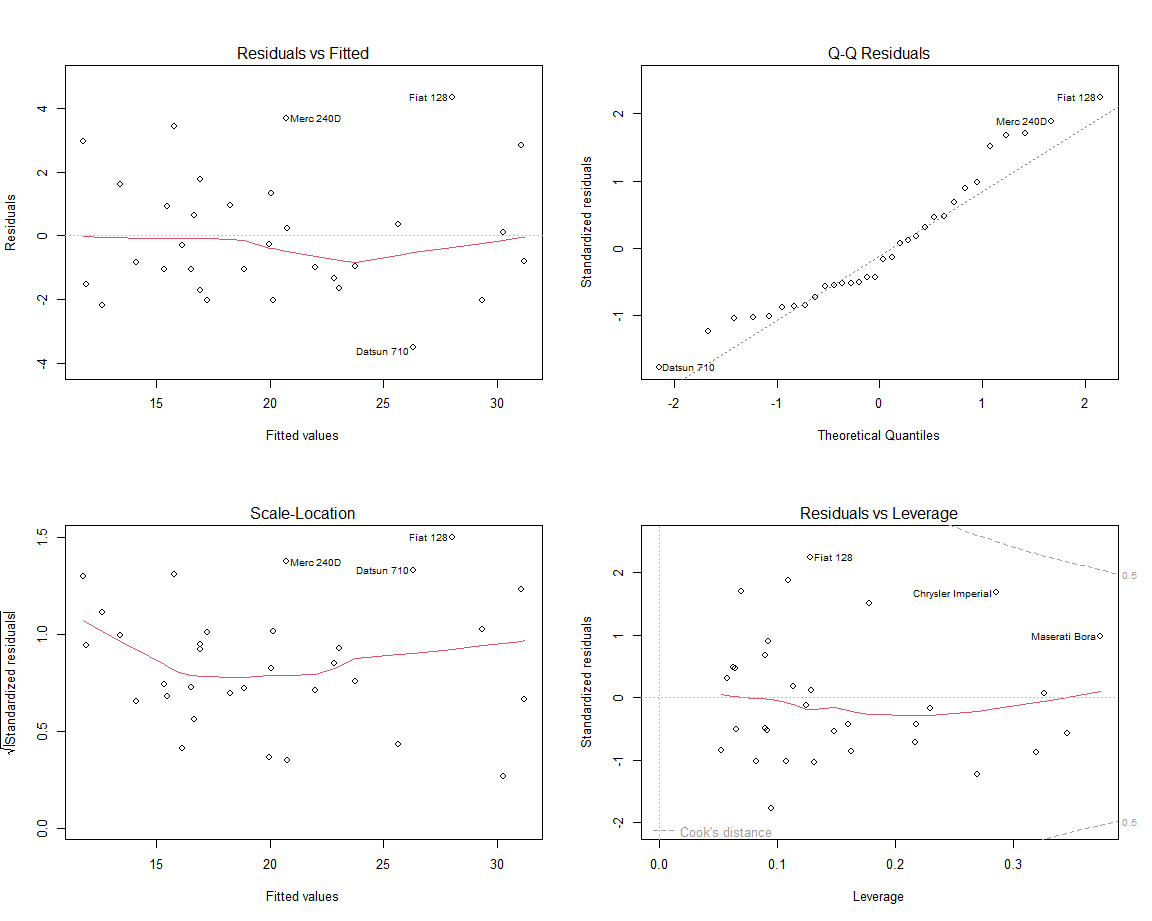 Residuals vs Fitted
Residuals
4
2
0
-2
-4
Fiat 128
Merc 240D
Datsun 710
15 20 25 30
Fitted values
Q-Q Residuals
Standardized residuals
2
1
0
-1
Fiat 128
Merc 240D
Datsun 710
-2 -1 0 1 2
Theoretical Quantiles
Scale-Location
√|Standardized residuals|
1.5
1.0
0.5
0.0
Fiat 128
Merc 240D
Datsun 710
15 20 25 30
Fitted values
Residuals vs Leverage
Standardized residuals
2
1
0
-1
-2
Fiat 128
Chrysler Imperial
Maserati Bora
0.5
0.5
Cook's distance
0.0 0.1 0.2 0.3
Leverage